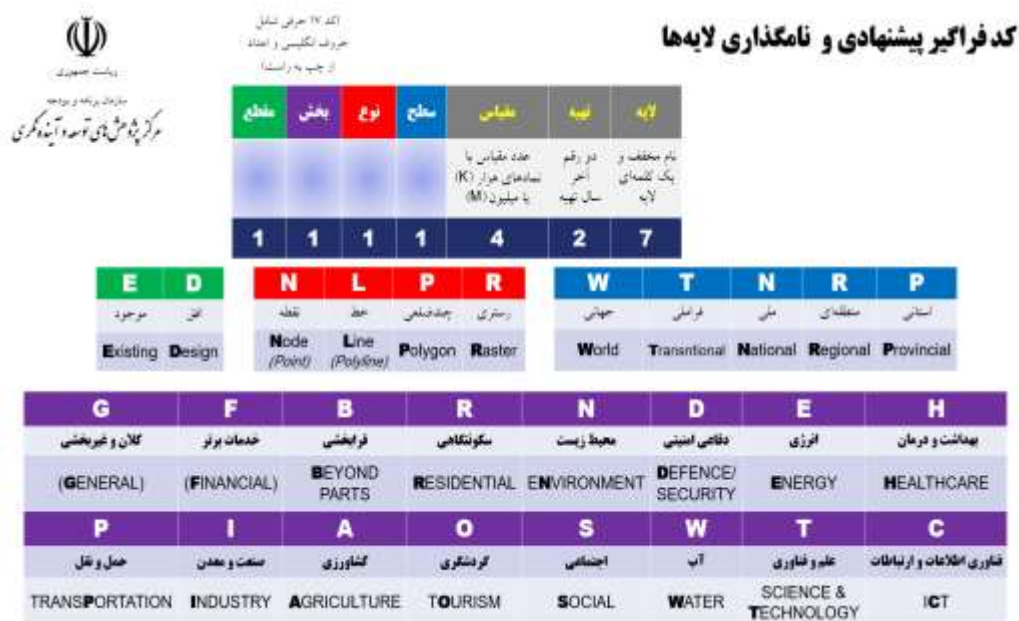 کد فراگیر پیشنهادی و نامگذاری لایه‌ها
(کد ۱۷ حرفی شامل
حروف انگلیسی و اعداد
از چپ به راست)
ریاست جمهوری
سازمان برنامه و بودجه
مرکز پژوهش‌های توسعه و آینده‌نگری
مقطع بخش نوع سطح مقیاس تهیه لایه
عدد مقیاس با
نمادهای هزار (K)
یا میلیون (M)
دو رقم
آخر
سال تهیه
نام مخفف و
یک کلمه‌ای
لایه
1 1 1 1 4 2 7
E D
موجود افق
Existing Design
N L P R
نقطه خط چندضلعی رستری
Node (Point) Line (Polyline) Polygon Raster
W T N R P
جهانی فراملی ملی منطقه‌ای استانی
World Transntional National Regional Provincial
G F B R N D E H
کلان و غیربخشی خدمات برتر فرابخشی سکونتگاهی محیط زیست دفاعی امنیتی انرژی بهداشت و درمان
(GENERAL) (FINANCIAL) BEYOND PARTS RESIDENTIAL ENVIRONMENT DEFENCE/ SECURITY ENERGY HEALTHCARE
P I A O S W T C
حمل و نقل صنعت و معدن کشاورزی گردشگری اجتماعی آب علم و فناوری فناوری اطلاعات و ارتباطات
TRANSPORTATION INDUSTRY AGRICULTURE TOURISM SOCIAL WATER SCIENCE & TECHNOLOGY ICT